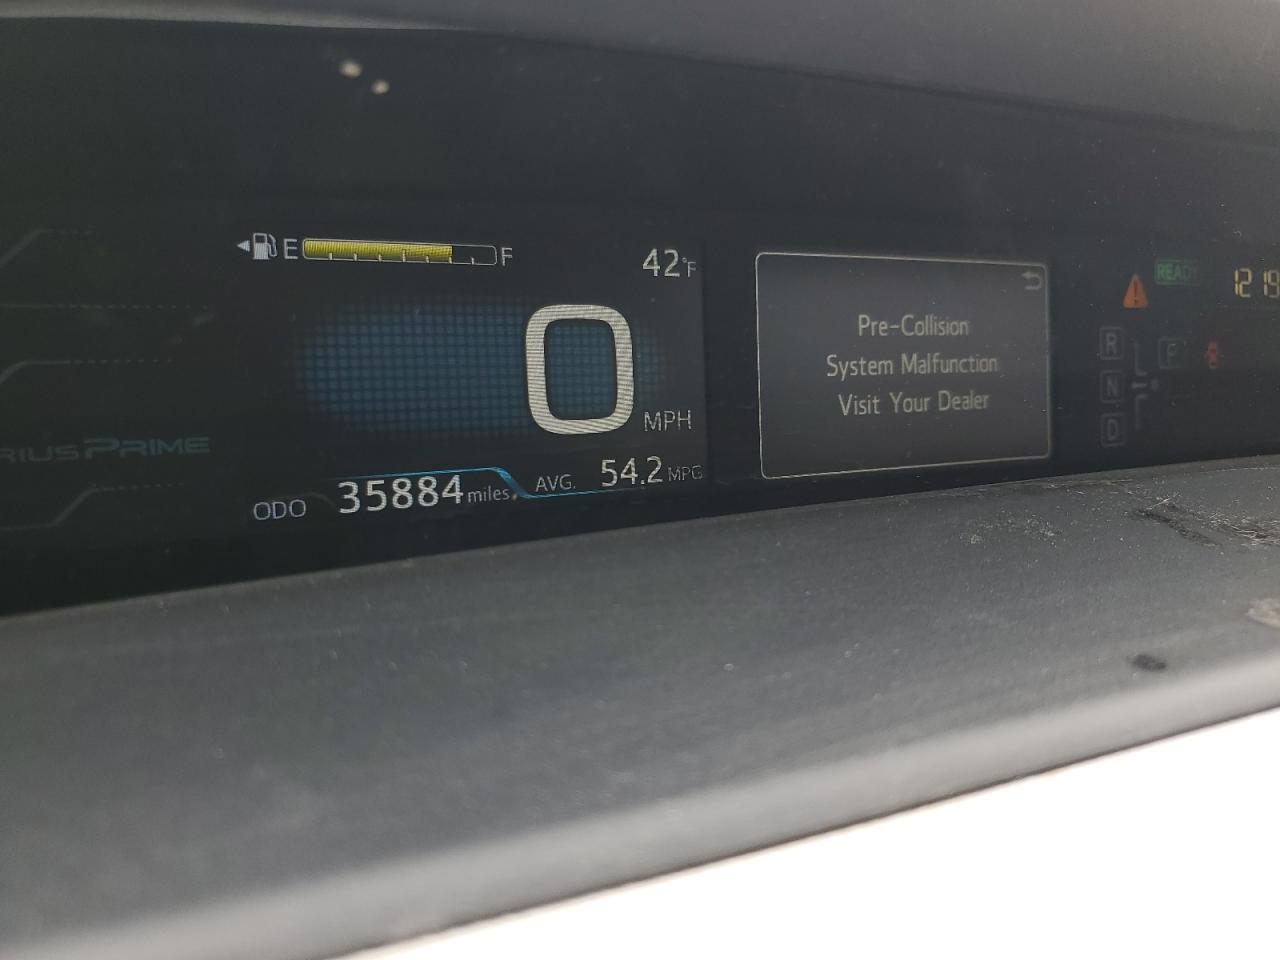 E F
42°F
0
MPH
RIUS PRIME
ODO 35884 miles
AVG. 54.2 MPG
Pre-Collision
System Malfunction
Visit Your Dealer
READY
R
N
D
P